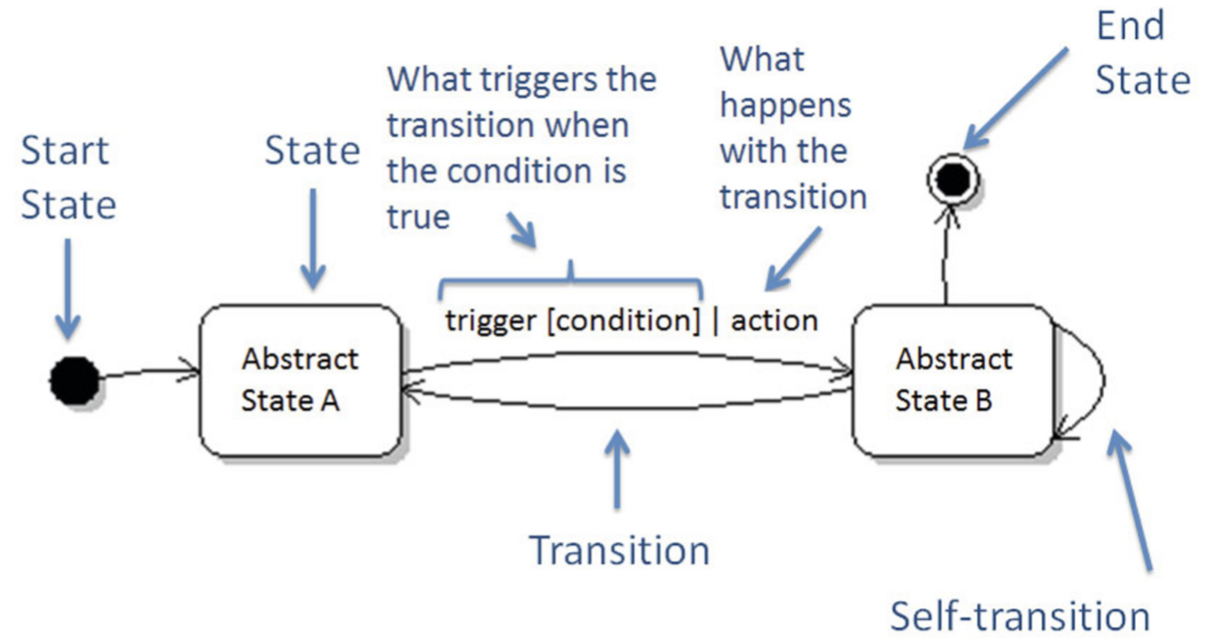 Start
State
State
What triggers the
transition when
the condition is
true
What
happens
with the
transition
End
State
trigger [condition] | action
Abstract
State A
Abstract
State B
Transition
Self-transition